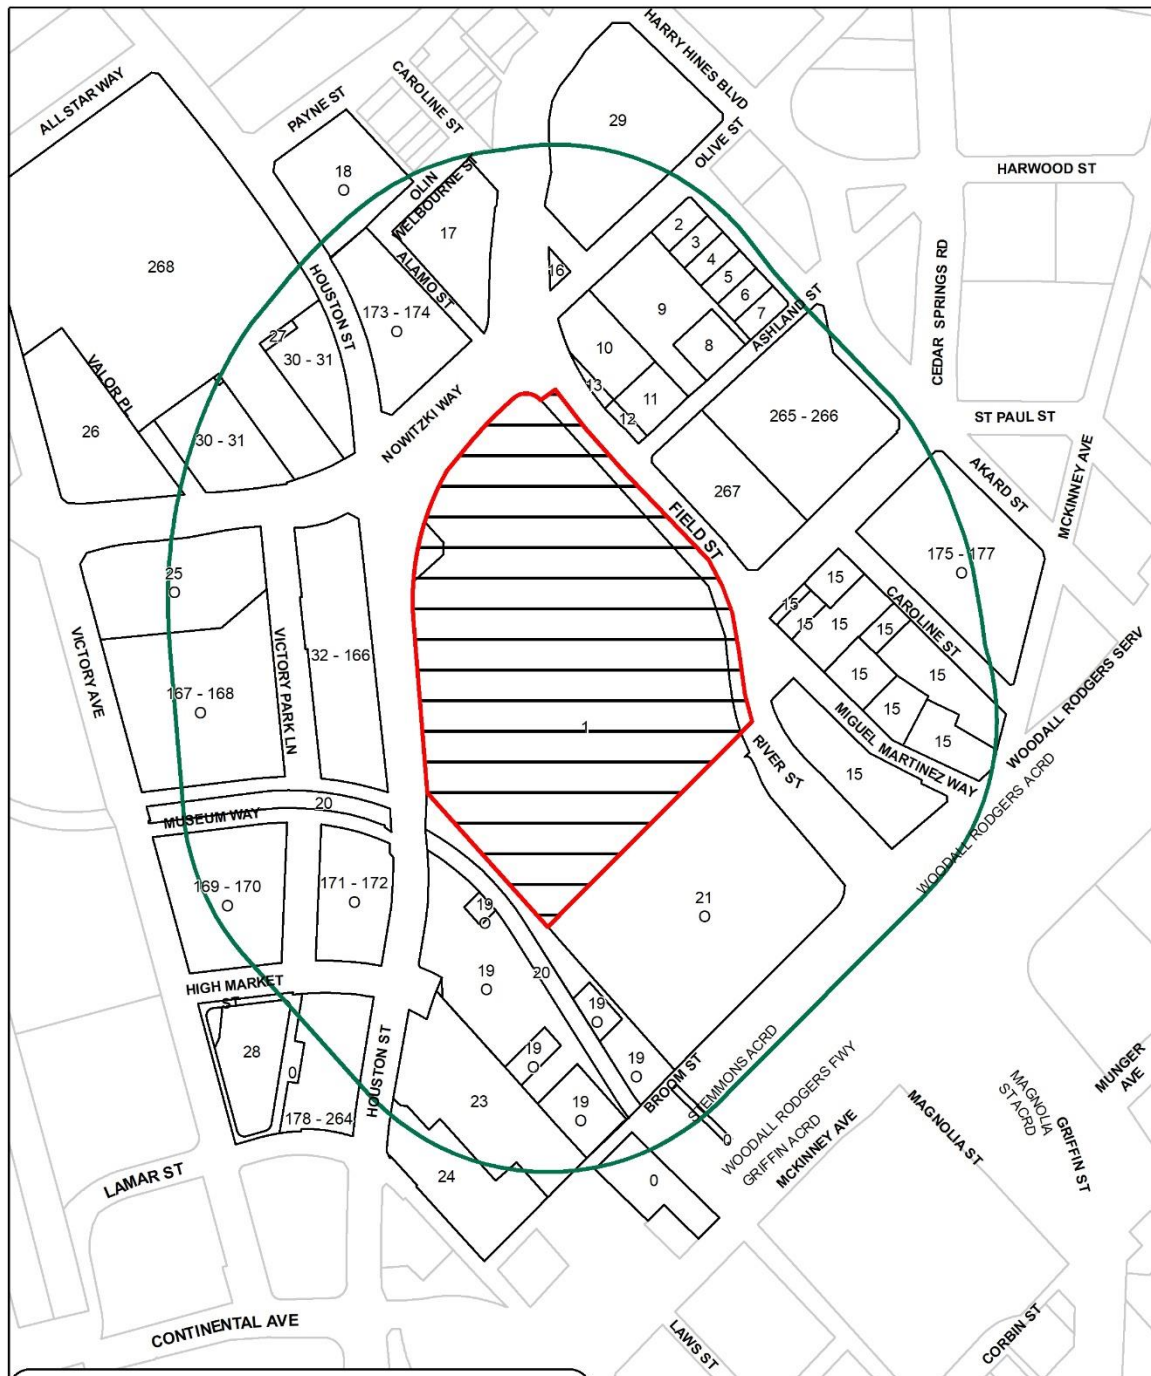 HARRY HINES BLVD
ALL STAR WAY
PAYNE ST
CAROLINE ST
29
OLIVE ST
HARWOOD ST
18
OLIN
WELBOURNE ST
17
2
3
4
5
6
7
268
16
HOUSTON ST
ALAMO ST
9
ASHLAND ST
CEDAR SPRINGS RD
173 - 174
27
30 - 31
10
8
VALOR PL
13
11
12
265 - 266
ST PAUL ST
26
30 - 31
NOWITZKI WAY
AKARD ST
MCKINNEY AVE
267
FIELD ST
175 - 177
25
15
15
15
15
15
CAROLINE ST
VICTORY AVE
VICTORY PARK LN
32 - 166
15
15
15
15
167 - 168
1
MIGUEL MARTINEZ WAY
WOODALL RODGERS SERV
RIVER ST
15
WOODALL RODGERS ACRD
20
MUSEUM WAY
169 - 170
171 - 172
19
21
19
20
HIGH MARKET
ST
19
28
0
HOUSTON ST
19
19
BROOM ST
STEMMONS ACRD
WOODALL RODGERS FWY
MUNGER
AVE
MAGNOLIA
ST ACRD
178 - 264
23
19
0
GRIFFIN ACRD
MCKINNEY AVE
MAGNOLIA ST
GRIFFIN ST
LAMAR ST
24
0
CONTINENTAL AVE
LAWS ST
CORBIN ST